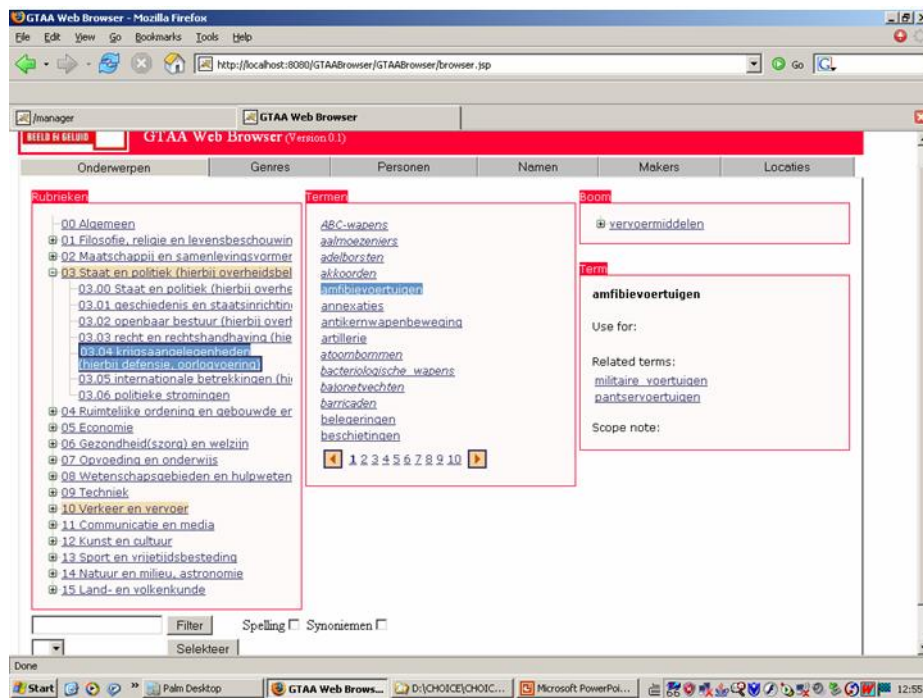 GTAA Web Browser - Mozilla Firefox
File Edit View Go Bookmarks Tools Help
http://localhost:8080/GTAABrowser/GTAABrowser/browser.jsp Go G
/manager GTAA Web Browser
BEELD EN GELUID GTAA Web Browser (Version 0.1)
Onderwerpen Genres Personen Namen Makers Locaties
Rubrieken
00 Algemeen
01 Filosofie, religie en levensbeschouwin
02 Maatschappij en samenlevingsvormer
03 Staat en politiek (hierbij overheidsbel
03.00 Staat en politiek (hierbij overhe
03.01 geschiedenis en staatsinrichtin
03.02 openbaar bestuur (hierbij overh
03.03 recht en rechtshandhaving (hie
03.04 krijgsaangelegenheden
(hierbij defensie, oorlogvoering)
03.05 internationale betrekkingen (hi
03.06 politieke stromingen
04 Ruimtelijke ordening en gebouwde er
05 Economie
06 Gezondheid(szorg) en welzijn
07 Opvoeding en onderwijs
08 Wetenschapsgebieden en hulpweten
09 Techniek
10 Verkeer en vervoer
11 Communicatie en media
12 Kunst en cultuur
13 Sport en vrijetijdsbesteding
14 Natuur en milieu, astronomie
15 Land- en volkenkunde
Termen
ABC-wapens
aalmoezeniers
adelborsten
akkoorden
amfibievoertuigen
annexaties
antikernwapenbeweging
artillerie
atoombommen
bacteriologische wapens
bajonetvechten
barricaden
belegeringen
beschietingen
1 2 3 4 5 6 7 8 9 10
Boom
vervoermiddelen
Term
amfibievoertuigen
Use for:
Related terms:
militaire voertuigen
pantservoertuigen
Scope note:
Filter Spelling Synoniemen
Selekteer
Done
Start » Palm Desktop GTAA Web Brows... D:\CHOICE\CHOIC... Microsoft PowerPoi... 12:55